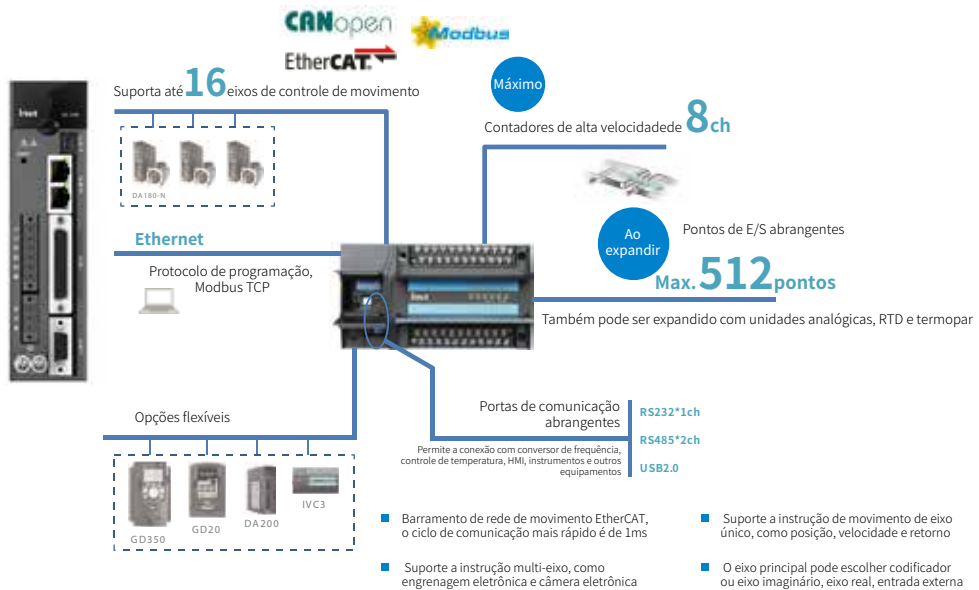 CANopen
Modbus
EtherCAT
Suporta até 16 eixos de controle de movimento
DA180-N
Máximo
Contadores de alta velocidadede 8ch
Ao
expandir
Pontos de E/S abrangentes
Max. 512 pontos
Também pode ser expandido com unidades analógicas, RTD e termopar
Ethernet
Protocolo de programação,
Modbus TCP
invt
invt
Opções flexíveis
GD350
GD20
DA200
IVC3
Portas de comunicação
abrangentes
Permite a conexão com conversor de frequência,
controle de temperatura, HMI, instrumentos e outros
equipamentos
RS232*1ch
RS485*2ch
USB2.0
Barramento de rede de movimento EtherCAT,
o ciclo de comunicação mais rápido é de 1ms
Suporte a instrução multi-eixo, como
engrenagem eletrônica e câmera eletrônica
Suporte a instrução de movimento de eixo
único, como posição, velocidade e retorno
O eixo principal pode escolher codificador
ou eixo imaginário, eixo real, entrada externa